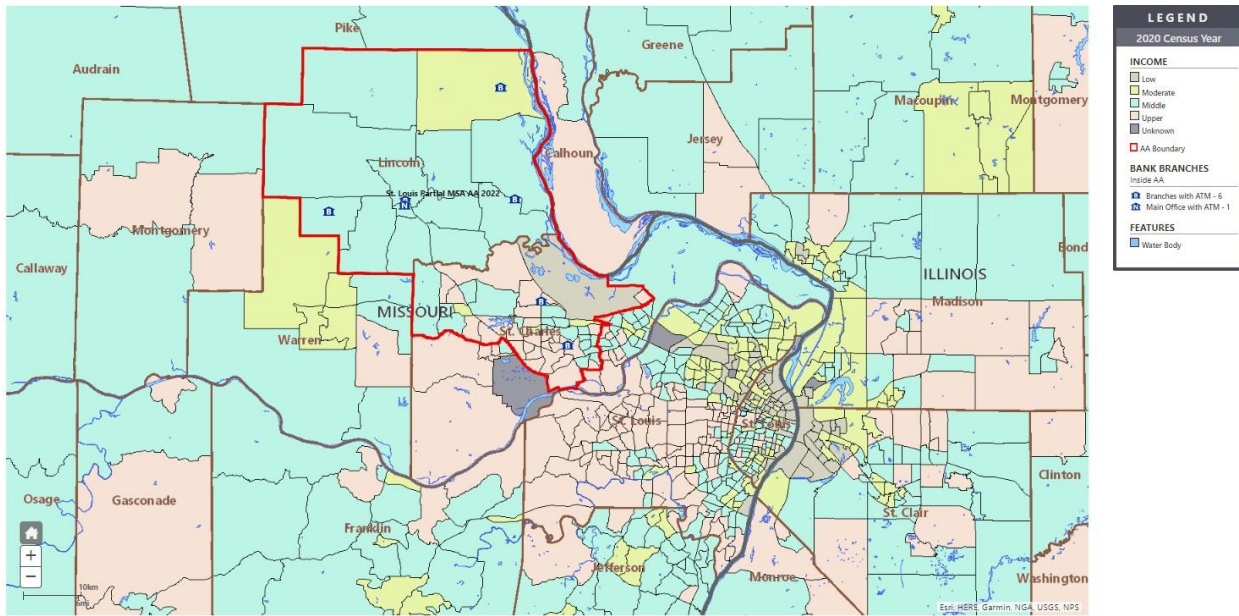 Pike
Greene
Audrain
Macoupin
Montgomery
Jersey
Calhoun
Lincoln
St. Louis Partial MSA AA 2022
Montgomery
Bond
Callaway
ILLINOIS
Madison
MISSOURI
St. Charles
Warren
St. Louis
St. Louis
Clinton
Osage
Gasconade
St. Clair
Franklin
Jefferson
Monroe
Washington
+
−
10km
6mi
Esri, HERE, Garmin, NGA, USGS, NPS
LEGEND
2020 Census Year
INCOME
Low
Moderate
Middle
Upper
Unknown
AA Boundary
BANK BRANCHES
Inside AA
Branches with ATM - 6
Main Office with ATM - 1
FEATURES
Water Body